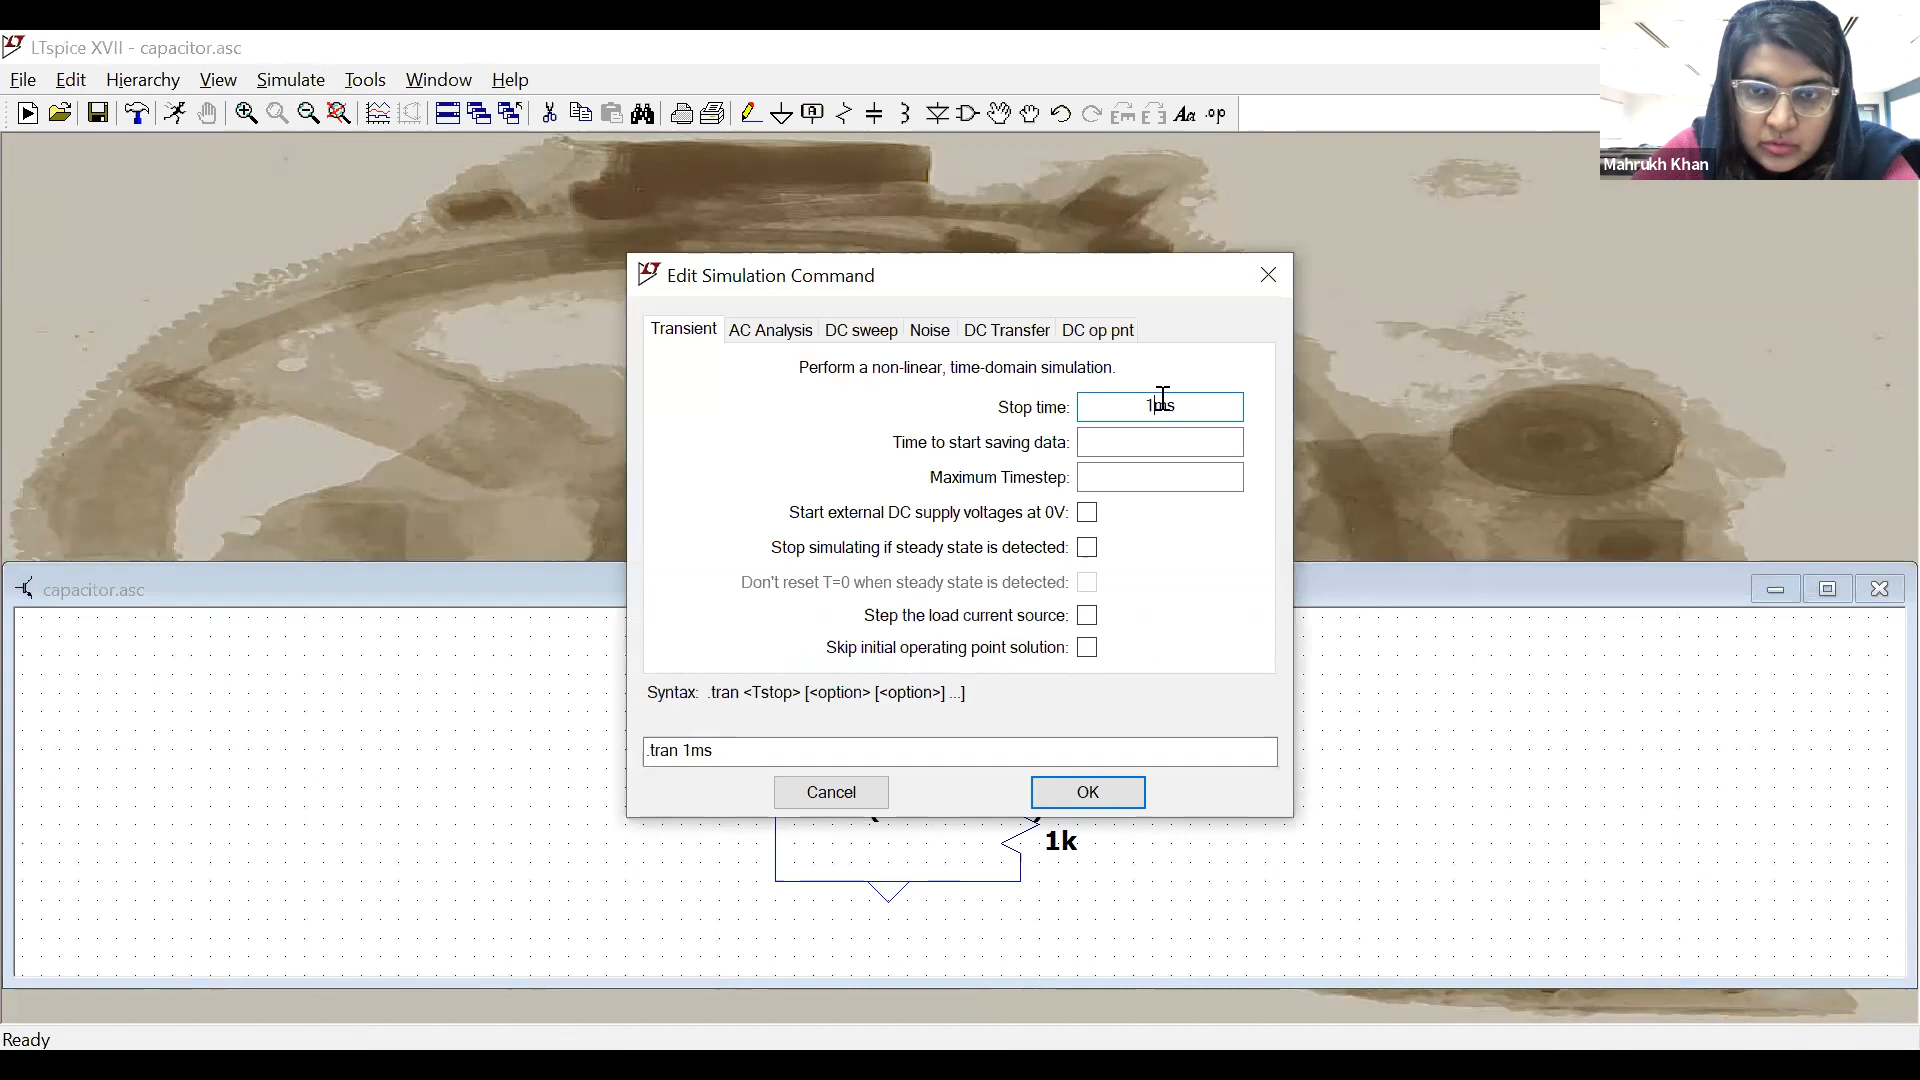 LTspice XVII - capacitor.asc
File Edit Hierarchy View Simulate Tools Window Help
Aa .op
Mahrukh Khan
Edit Simulation Command
Transient AC Analysis DC sweep Noise DC Transfer DC op pnt
Perform a non-linear, time-domain simulation.
Stop time: 1ms
Time to start saving data:
Maximum Timestep:
Start external DC supply voltages at 0V:
Stop simulating if steady state is detected:
Don't reset T=0 when steady state is detected:
Step the load current source:
Skip initial operating point solution:
Syntax: .tran <Tstop> [<option> [<option>] ...]
.tran 1ms
Cancel OK
capacitor.asc
1k
Ready